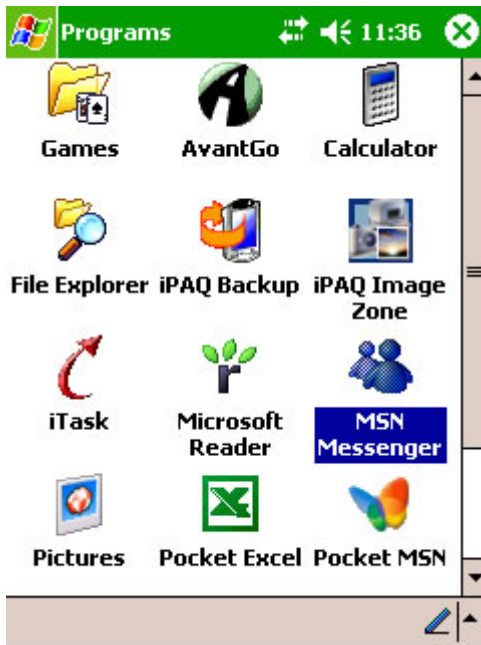 Programs 11:36
Games AvantGo Calculator
File Explorer iPAQ Backup iPAQ Image
Zone
iTask Microsoft MSN
Reader Messenger
Pictures Pocket Excel Pocket MSN